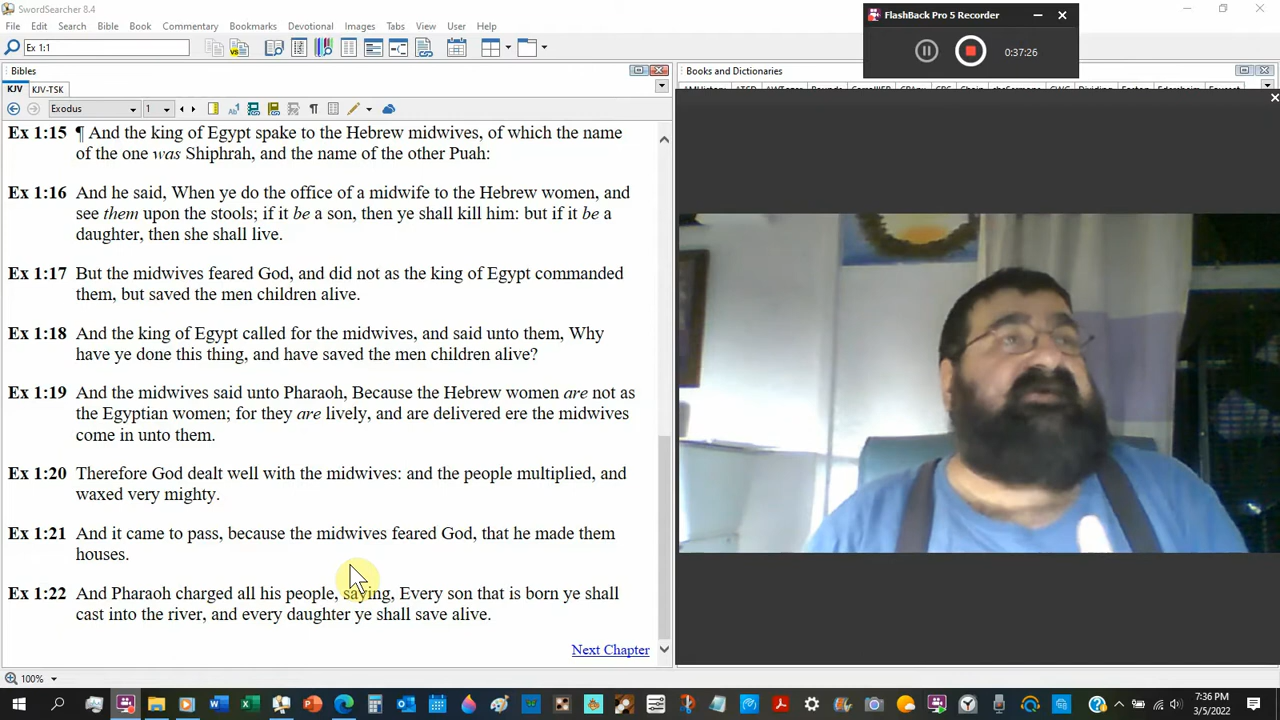 SwordSearcher 8.4
File Edit Search Bible Book Commentary Bookmarks Devotional Images Tabs View User Help
Ex 1:1
FlashBack Pro 5 Recorder
0:37:26
Bibles
KJV KJV-TSK
Exodus 1
Ex 1:15 ¶ And the king of Egypt spake to the Hebrew midwives, of which the name
of the one was Shiphrah, and the name of the other Puah:
Ex 1:16 And he said, When ye do the office of a midwife to the Hebrew women, and
see them upon the stools; if it be a son, then ye shall kill him: but if it be a
daughter, then she shall live.
Ex 1:17 But the midwives feared God, and did not as the king of Egypt commanded
them, but saved the men children alive.
Ex 1:18 And the king of Egypt called for the midwives, and said unto them, Why
have ye done this thing, and have saved the men children alive?
Ex 1:19 And the midwives said unto Pharaoh, Because the Hebrew women are not as
the Egyptian women; for they are lively, and are delivered ere the midwives
come in unto them.
Ex 1:20 Therefore God dealt well with the midwives: and the people multiplied, and
waxed very mighty.
Ex 1:21 And it came to pass, because the midwives feared God, that he made them
houses.
Ex 1:22 And Pharaoh charged all his people, saying, Every son that is born ye shall
cast into the river, and every daughter ye shall save alive.
Next Chapter
100%
Books and Dictionaries
7:36 PM
3/5/2022